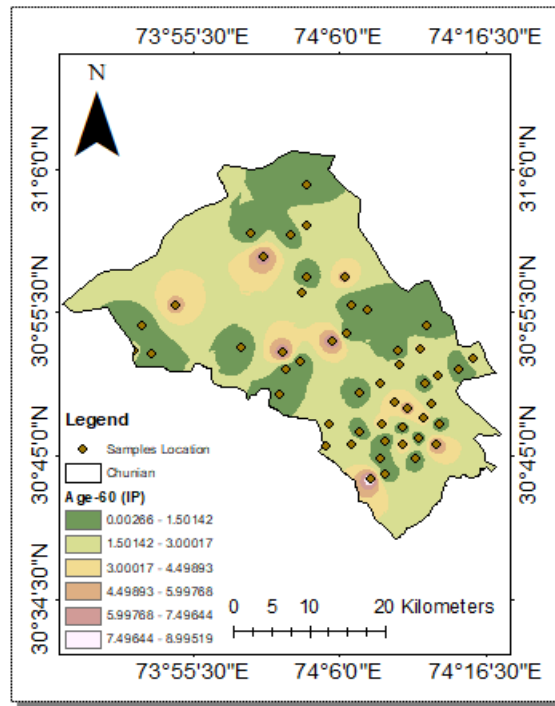 73°55'30"E 74°6'0"E 74°16'30"E
N
31°6'0"N 31°6'0"N
30°55'30"N 30°55'30"N
30°45'0"N 30°45'0"N
30°34'30"N 30°34'30"N
Legend
Samples Location
Chunian
Age-60 (IP)
0.00266 - 1.50142
1.50142 - 3.00017
3.00017 - 4.49893
4.49893 - 5.99768
5.99768 - 7.49644
7.49644 - 8.99519
0 5 10 20 Kilometers
73°55'30"E 74°6'0"E 74°16'30"E